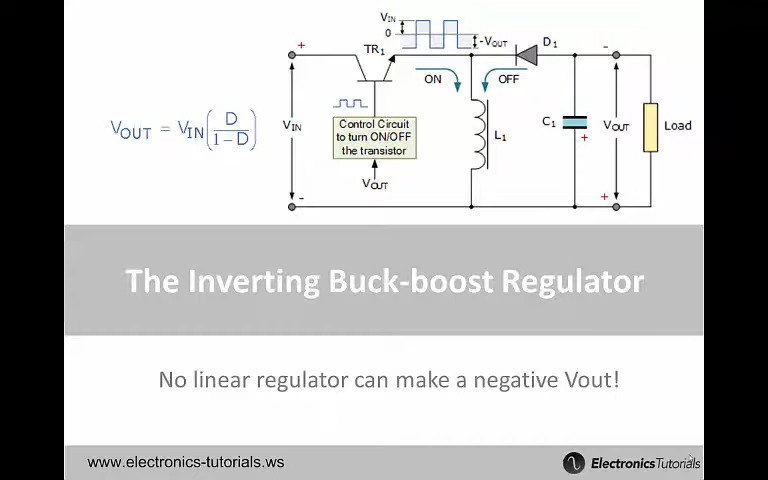 VIN
0
-VOUT
TR1
D1
+
-
ON
OFF
VOUT = VIN(D/1-D)
VIN
Control Circuit
to turn ON/OFF
the transistor
L1
C1
+
VOUT
Load
VOUT
-
+
The Inverting Buck-boost Regulator
No linear regulator can make a negative Vout!
www.electronics-tutorials.ws
ElectronicsTutorials